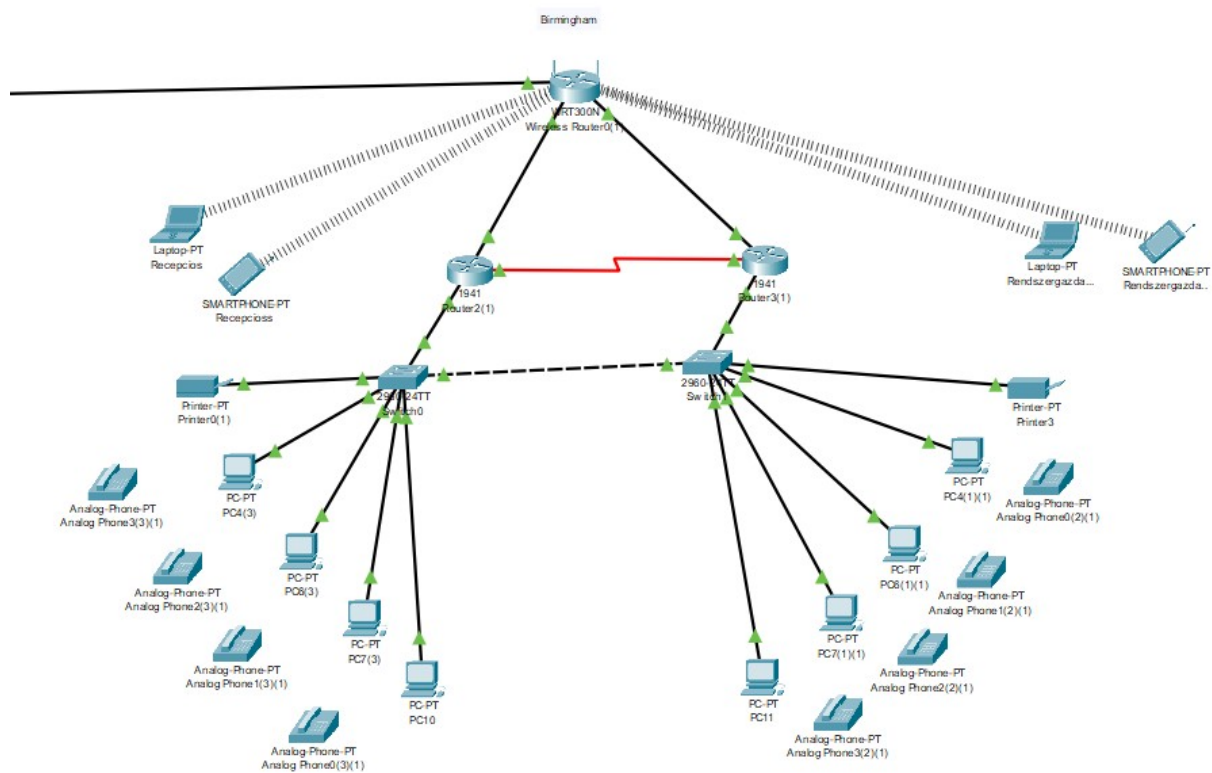 Birmingham
WRT300N
Wireless Router0(1)
Laptop-PT
Recepcios
SMARTPHONE-PT
Recepcioss
1941
Router2(1)
1941
Router3(1)
Laptop-PT
Rendszergazda...
SMARTPHONE-PT
Rendszergazda..
Printer-PT
Printer0(1)
2960-24TT
Switch0
2960-24TT
Printer-PT
Printer3
Analog-Phone-PT
Analog Phone3(3)(1)
PC-PT
PC4(3)
PC-PT
PC4(1)(1)
Analog-Phone-PT
Analog Phone0(2)(1)
Analog-Phone-PT
Analog Phone2(3)(1)
PC-PT
PC-PT
Analog-Phone-PT
Analog Phone1(2)(1)
Analog-Phone-PT
Analog Phone1(3)(1)
PC-PT
PC7(3)
PC-PT
PC7(1)(1)
Analog-Phone-PT
Analog Phone2(2)(1)
Analog-Phone-PT
Analog Phone0(3)(1)
PC-PT
PC10
PC-PT
PC11
Analog-Phone-PT
Analog Phone3(2)(1)